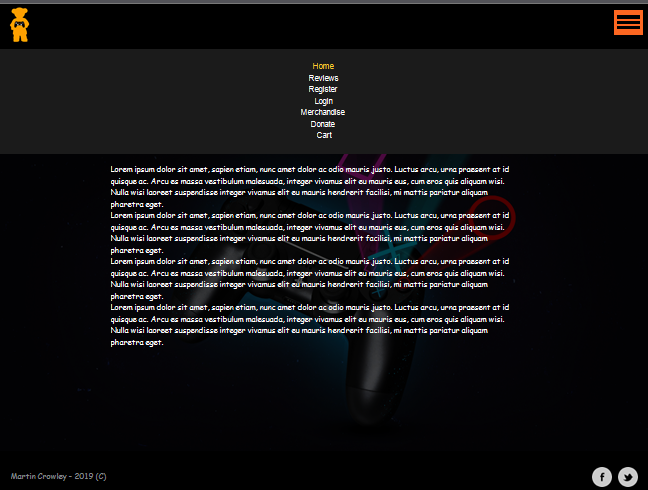 Home
Reviews
Register
Login
Merchandise
Donate
Cart
Lorem ipsum dolor sit amet, sapien etiam, nunc amet dolor ac odio mauris justo. Luctus arcu, urna praesent at id
quisque ac. Arcu es massa vestibulum malesuada, integer vivamus elit eu mauris eus, cum eros quis aliquam wisi.
Nulla wisi laoreet suspendisse integer vivamus elit eu mauris hendrerit facilisi, mi mattis pariatur aliquam
pharetra eget.
Lorem ipsum dolor sit amet, sapien etiam, nunc amet dolor ac odio mauris justo. Luctus arcu, urna praesent at id
quisque ac. Arcu es massa vestibulum malesuada, integer vivamus elit eu mauris eus, cum eros quis aliquam wisi.
Nulla wisi laoreet suspendisse integer vivamus elit eu mauris hendrerit facilisi, mi mattis pariatur aliquam
pharetra eget.
Lorem ipsum dolor sit amet, sapien etiam, nunc amet dolor ac odio mauris justo. Luctus arcu, urna praesent at id
quisque ac. Arcu es massa vestibulum malesuada, integer vivamus elit eu mauris eus, cum eros quis aliquam wisi.
Nulla wisi laoreet suspendisse integer vivamus elit eu mauris hendrerit facilisi, mi mattis pariatur aliquam
pharetra eget.
Lorem ipsum dolor sit amet, sapien etiam, nunc amet dolor ac odio mauris justo. Luctus arcu, urna praesent at id
quisque ac. Arcu es massa vestibulum malesuada, integer vivamus elit eu mauris eus, cum eros quis aliquam wisi.
Nulla wisi laoreet suspendisse integer vivamus elit eu mauris hendrerit facilisi, mi mattis pariatur aliquam
pharetra eget.
Martin Crowley - 2019 (C)